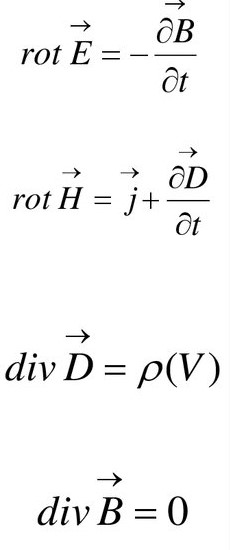 rot E⃗ = − ∂B⃗/∂t
rot H⃗ = j⃗ + ∂D⃗/∂t
div D⃗ = ρ(V)
div B⃗ = 0